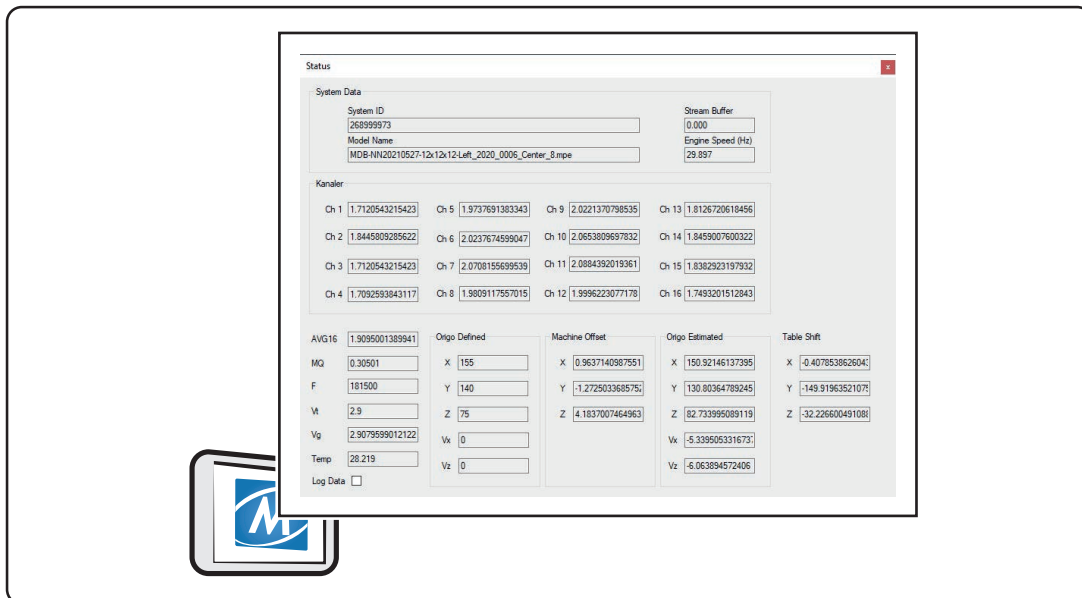 Status
x
System Data
System ID
268999973
Model Name
MDB-NN20210527-12x12x12-Left_2020_0006_Center_8.mpe
Stream Buffer
0.000
Engine Speed (Hz)
29.897
Kanaler
Ch 1 1.7120543215423 Ch 5 1.9737691383343 Ch 9 2.0221370798535 Ch 13 1.8126720618456
Ch 2 1.8445809285622 Ch 6 2.0237674599047 Ch 10 2.0653809697832 Ch 14 1.8459007600322
Ch 3 1.7120543215423 Ch 7 2.0708155699539 Ch 11 2.0884392019361 Ch 15 1.8382923197932
Ch 4 1.7092593843117 Ch 8 1.9809117557015 Ch 12 1.9996223077178 Ch 16 1.7493201512843
AVG16 1.9095001389941
MQ 0.30501
F 181500
Vt 2.9
Vg 2.9079599012122
Temp 28.219
Log Data
Origo Defined
X 155
Y 140
Z 75
Vx 0
Vz 0
Machine Offset
X 0.9637140987551
Y -1.272503368575
Z 4.1837007464963
Origo Estimated
X 150.92146137395
Y 130.80364789245
Z 82.733995089119
Vx -5.339505331673
Vz -6.063894572406
Table Shift
X -0.407853862604
Y -149.9196352107
Z -32.22660049108
M